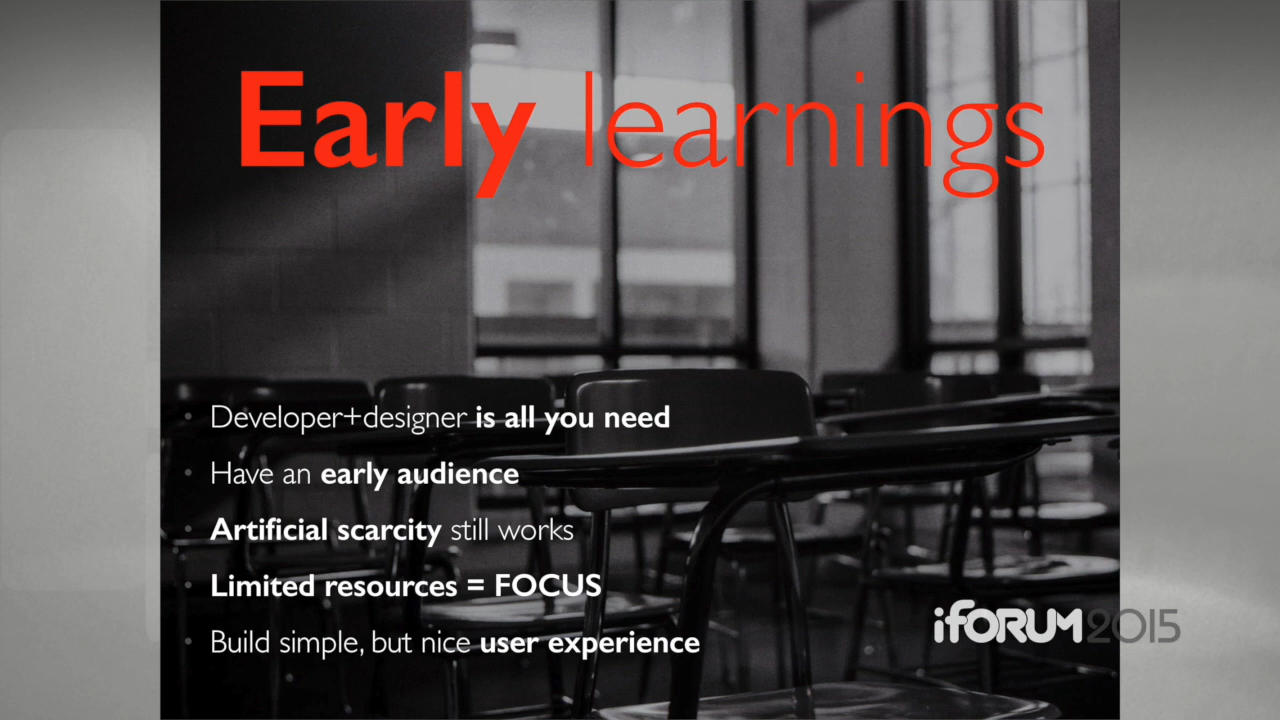 Early learnings
• Developer+designer is all you need
• Have an early audience
• Artificial scarcity still works
• Limited resources = FOCUS
• Build simple, but nice user experience
iFORUM2015